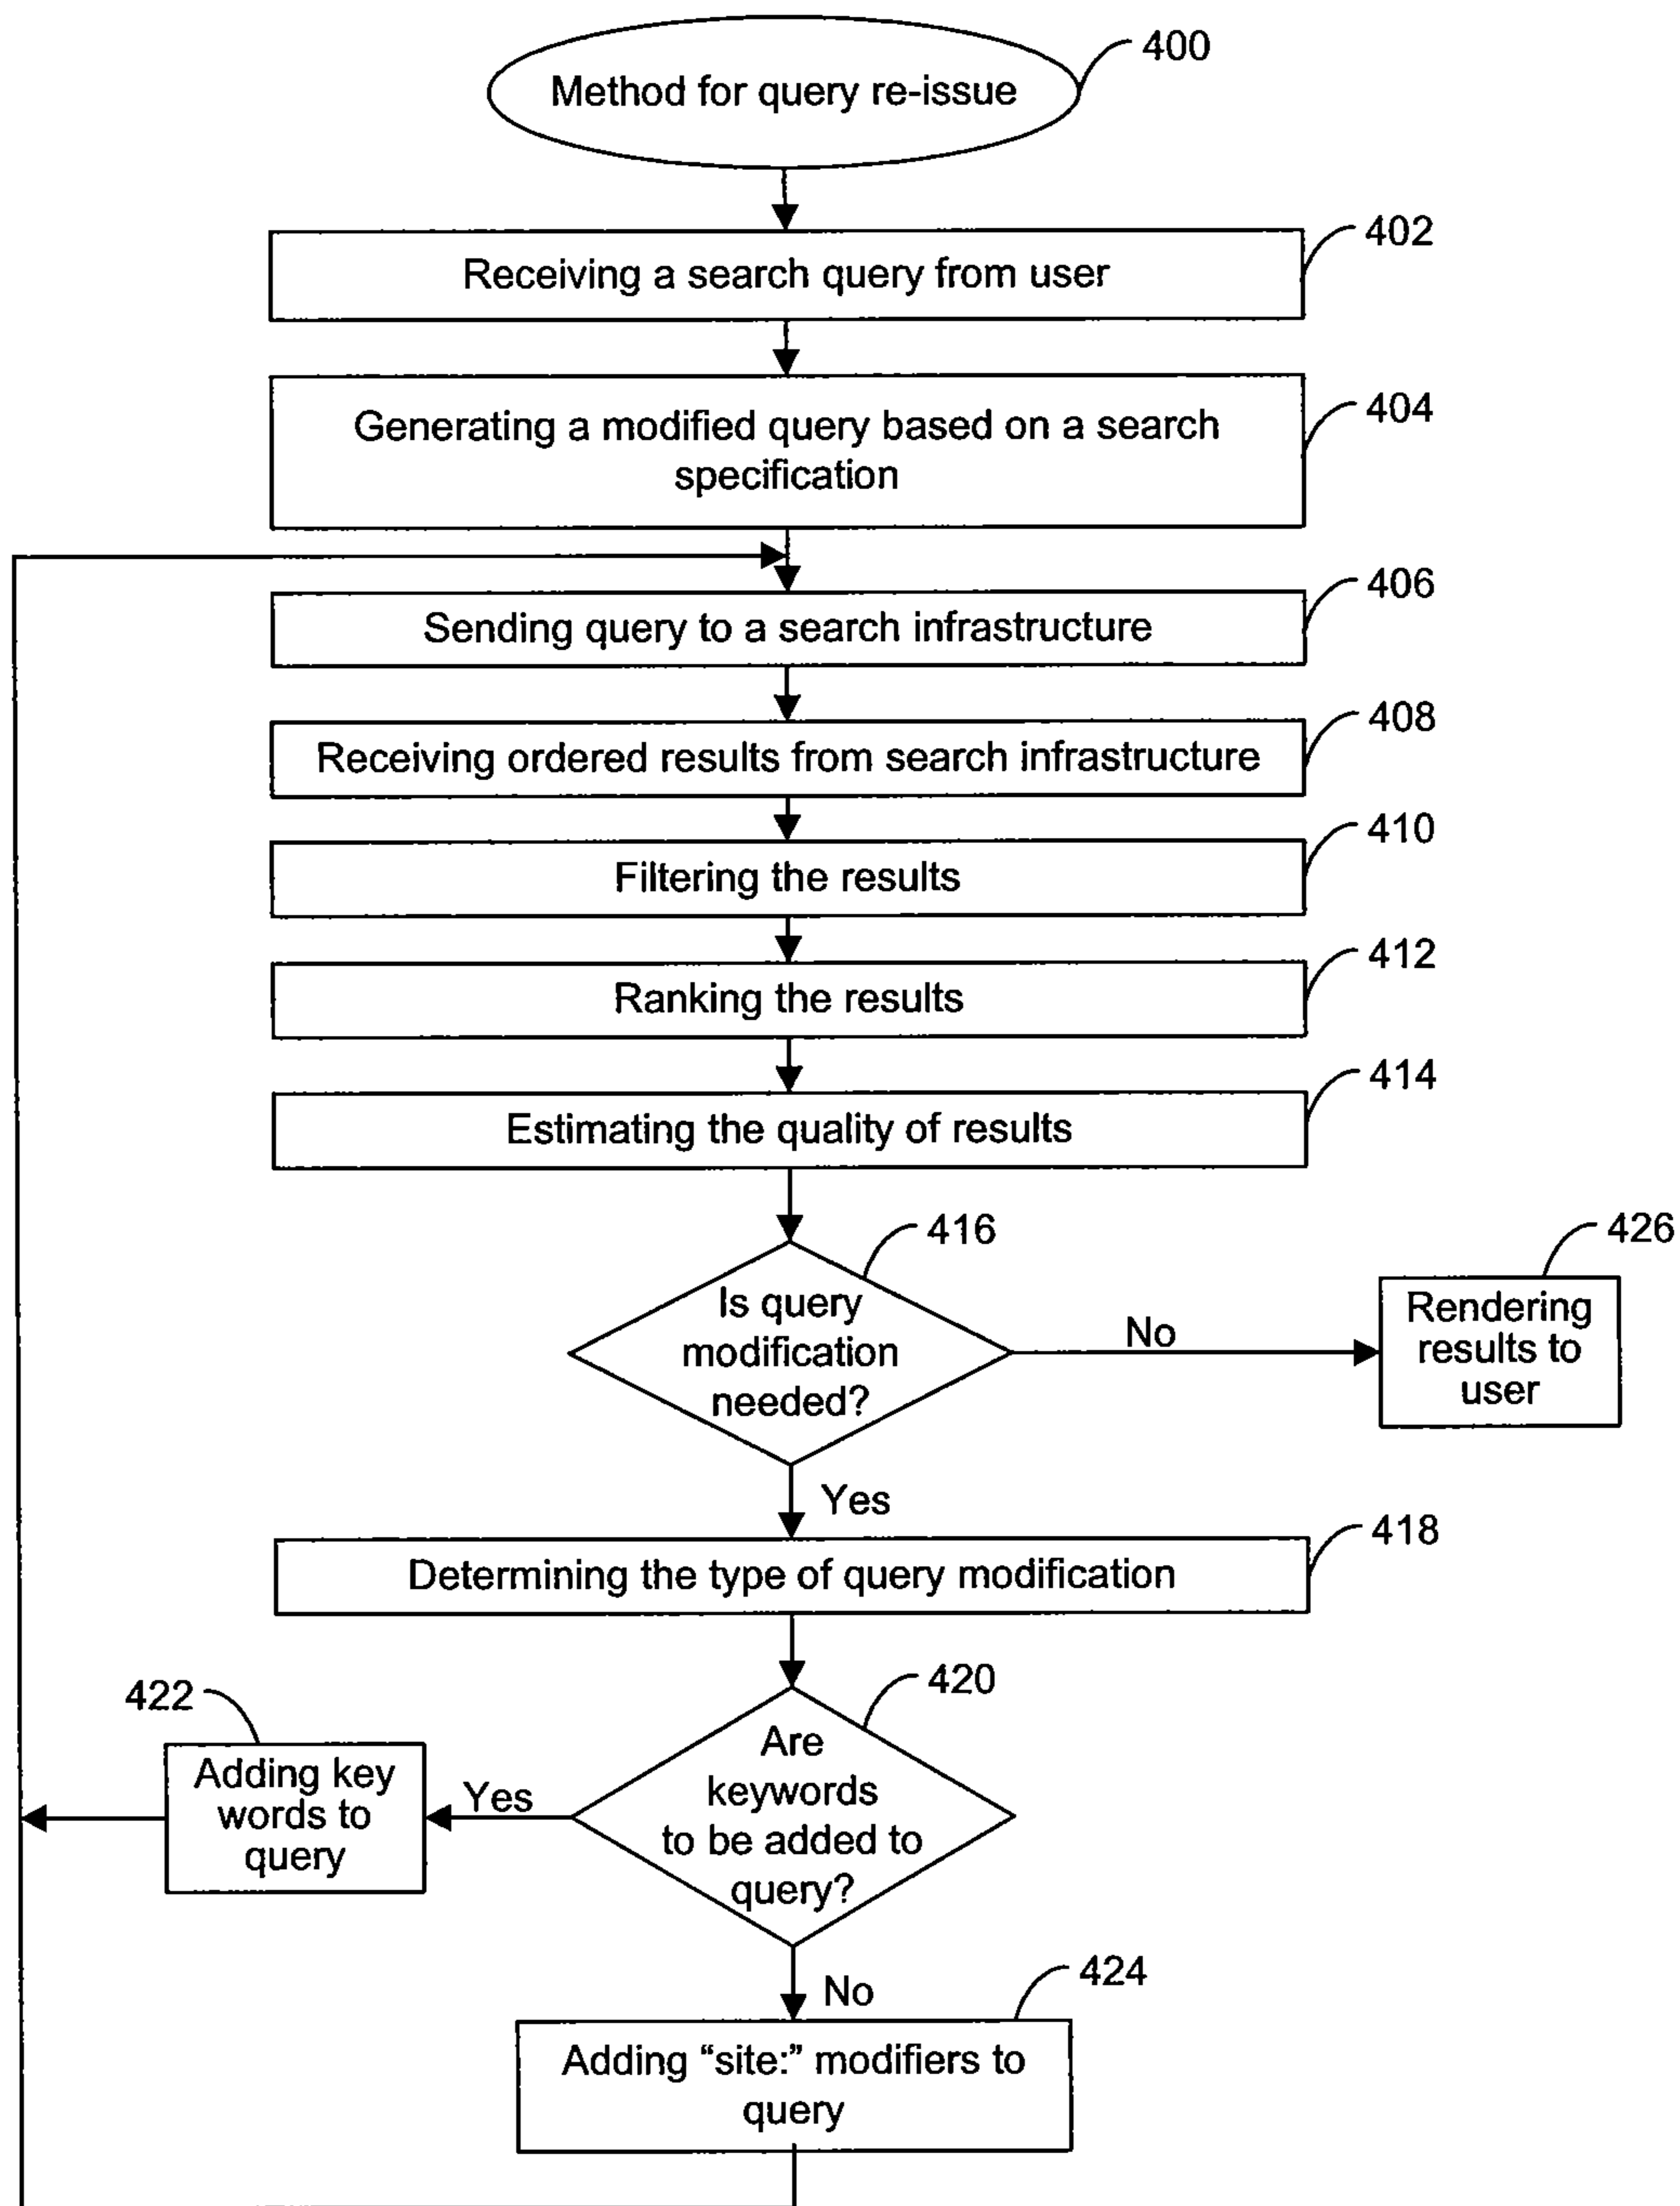 Method for query re-issue
400
Receiving a search query from user
402
Generating a modified query based on a search
specification
404
Sending query to a search infrastructure
406
Receiving ordered results from search infrastructure
408
Filtering the results
410
Ranking the results
412
Estimating the quality of results
414
416
Is query
modification
needed?
No
426
Rendering
results to
user
Yes
Determining the type of query modification
418
420
Are
keywords
to be added to
query?
Yes
422
Adding key
words to
query
No
424
Adding “site:” modifiers to
query